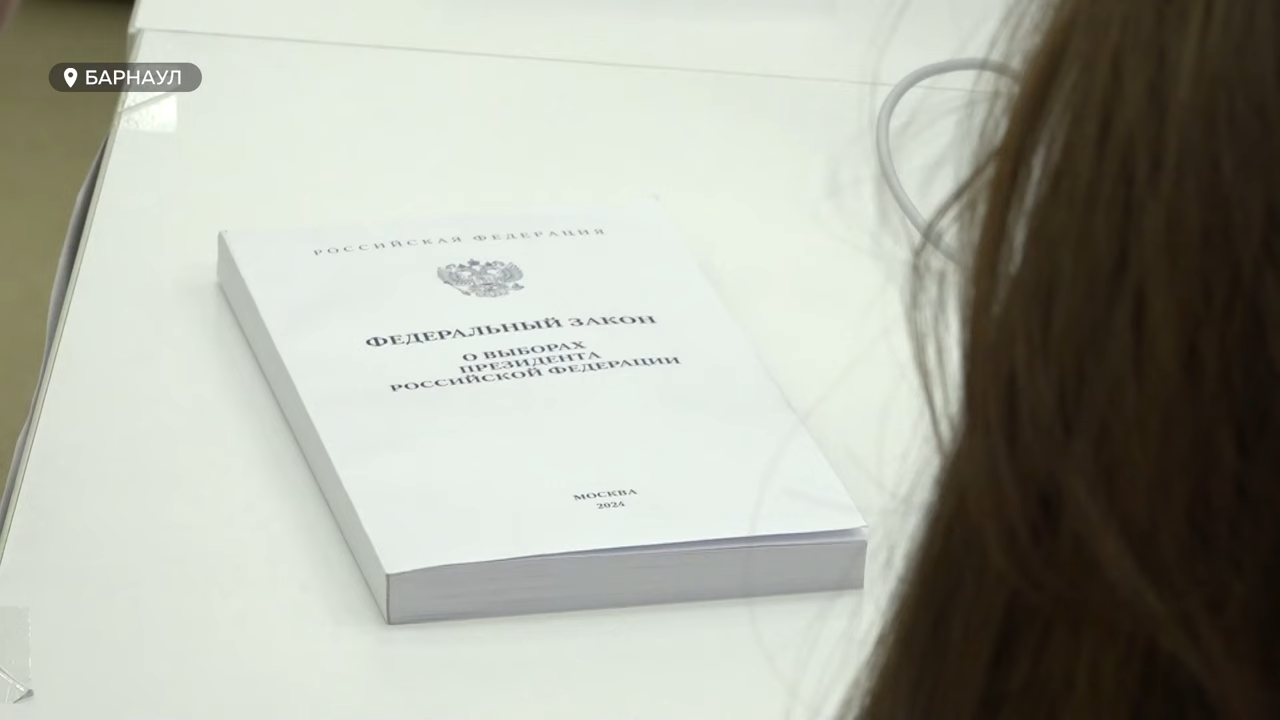 БАРНАУЛ
РОССИЙСКАЯ ФЕДЕРАЦИЯ
ФЕДЕРАЛЬНЫЙ ЗАКОН
О ВЫБОРАХ
ПРЕЗИДЕНТА
РОССИЙСКОЙ ФЕДЕРАЦИИ
МОСКВА
2024